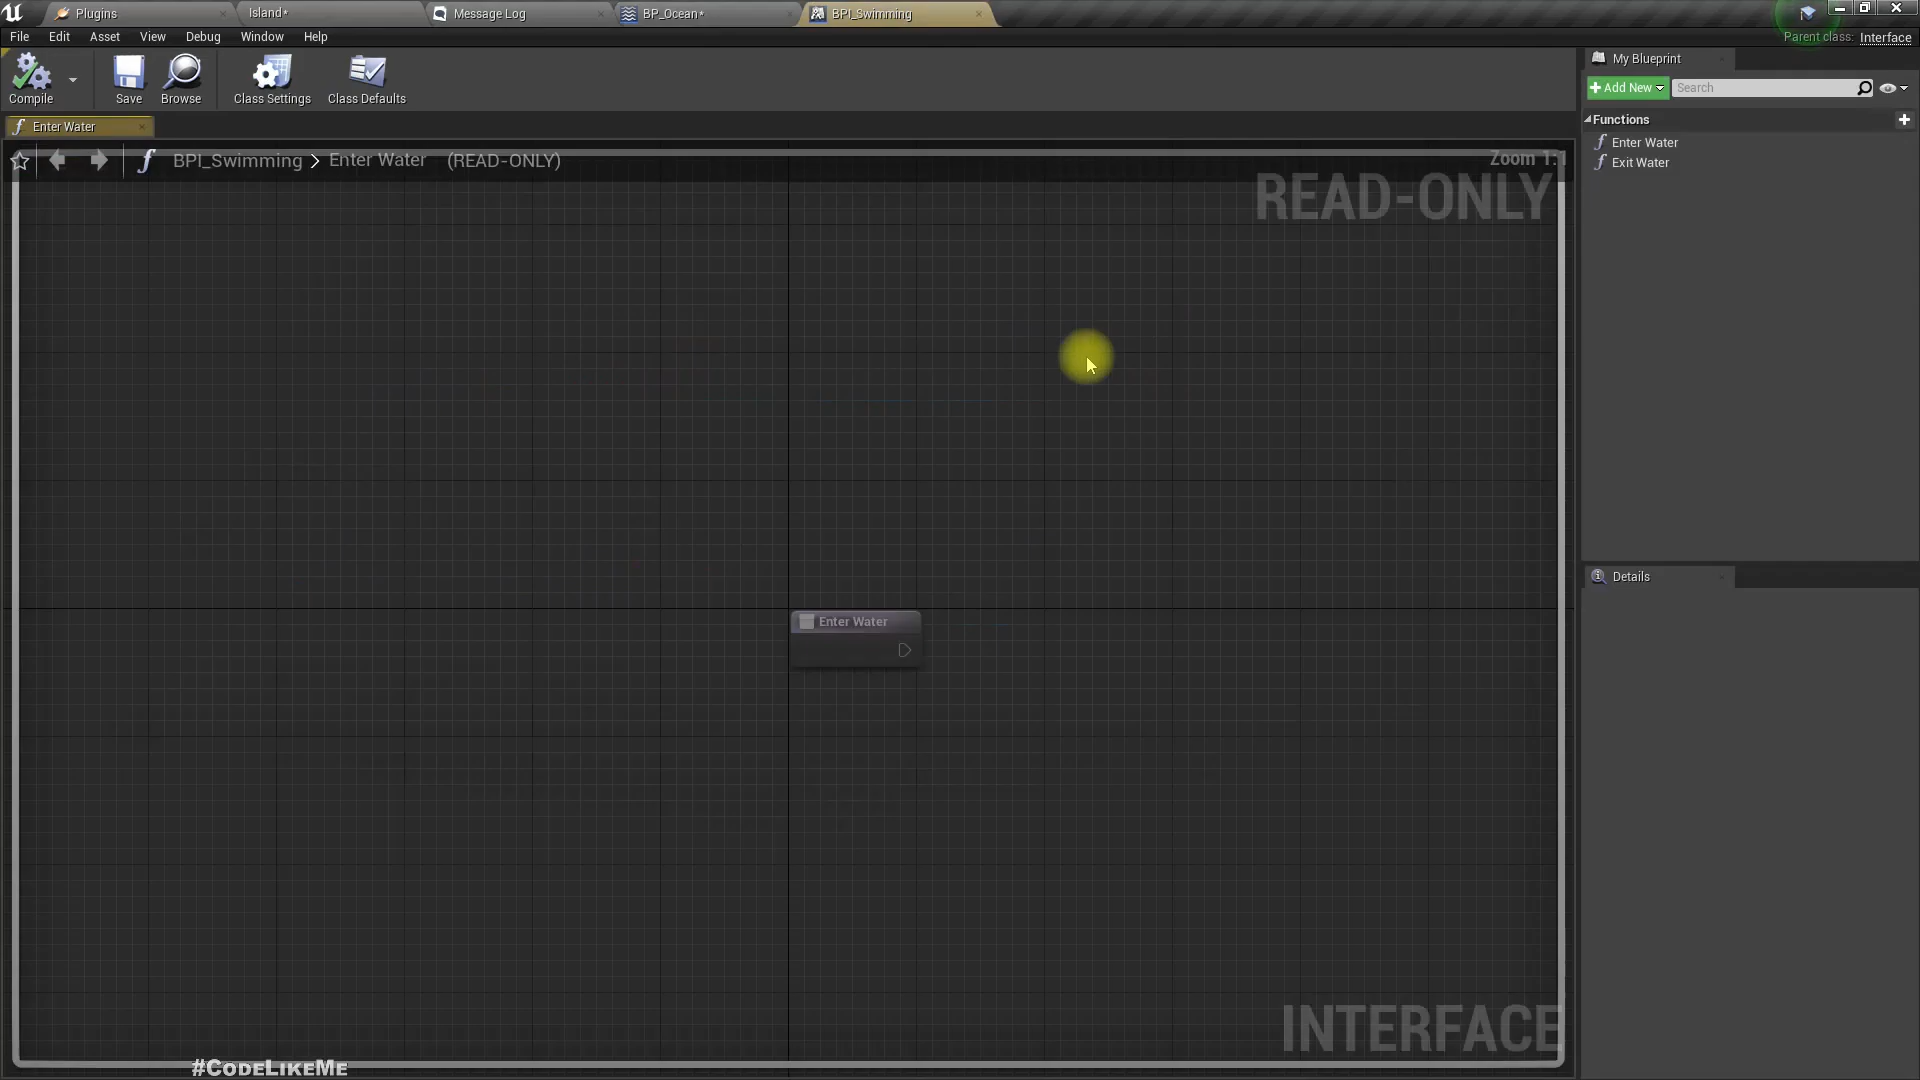 Plugins
Island*
Message Log
BP_Ocean*
BPI_Swimming
File Edit Asset View Debug Window Help
Parent class: Interface
Compile
Save
Browse
Class Settings
Class Defaults
My Blueprint
Add New
Search
Functions
Enter Water
Exit Water
Enter Water
BPI_Swimming > Enter Water (READ-ONLY)
Zoom 1:1
READ-ONLY
Details
Enter Water
INTERFACE
#CodeLikeMe